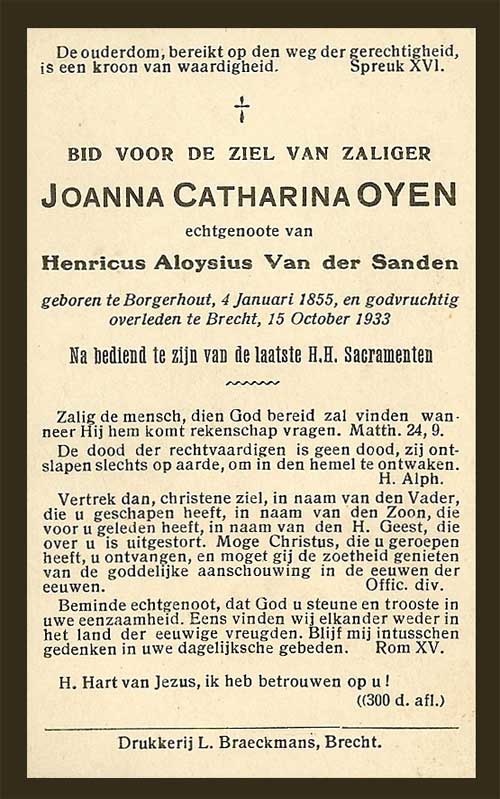 De ouderdom, bereikt op den weg der gerechtigheid,
is een kroon van waardigheid. Spreuk XVI.
BID VOOR DE ZIEL VAN ZALIGER
JOANNA CATHARINA OYEN
echtgenoote van
Henricus Aloysius Van der Sanden
geboren te Borgerhout, 4 Januari 1855, en godvruchtig
overleden te Brecht, 15 October 1933
Na bediend te zijn van de laatste H.H. Sacramenten
Zalig de mensch, dien God bereid zal vinden wan-
neer Hij hem komt rekenschap vragen. Matth. 24, 9.
De dood der rechtvaardigen is geen dood, zij ont-
slapen slechts op aarde, om in den hemel te ontwaken.
H. Alph.
Vertrek dan, christene ziel, in naam van den Vader,
die u geschapen heeft, in naam van den Zoon, die
voor u geleden heeft, in naam van den H. Geest, die
over u is uitgestort. Moge Christus, die u geroepen
heeft, u ontvangen, en moget gij de zoetheid genieten
van de goddelijke aanschouwing in de eeuwen der
eeuwen. Offic. div.
Beminde echtgenoot, dat God u steune en trooste in
uwe eenzaamheid. Eens vinden wij elkander weder in
het land der eeuwige vreugden. Blijf mij intusschen
gedenken in uwe dagelijksche gebeden. Rom XV.
H. Hart van Jezus, ik heb betrouwen op u !
((300 d. afl.)
Drukkerij L. Braeckmans, Brecht.